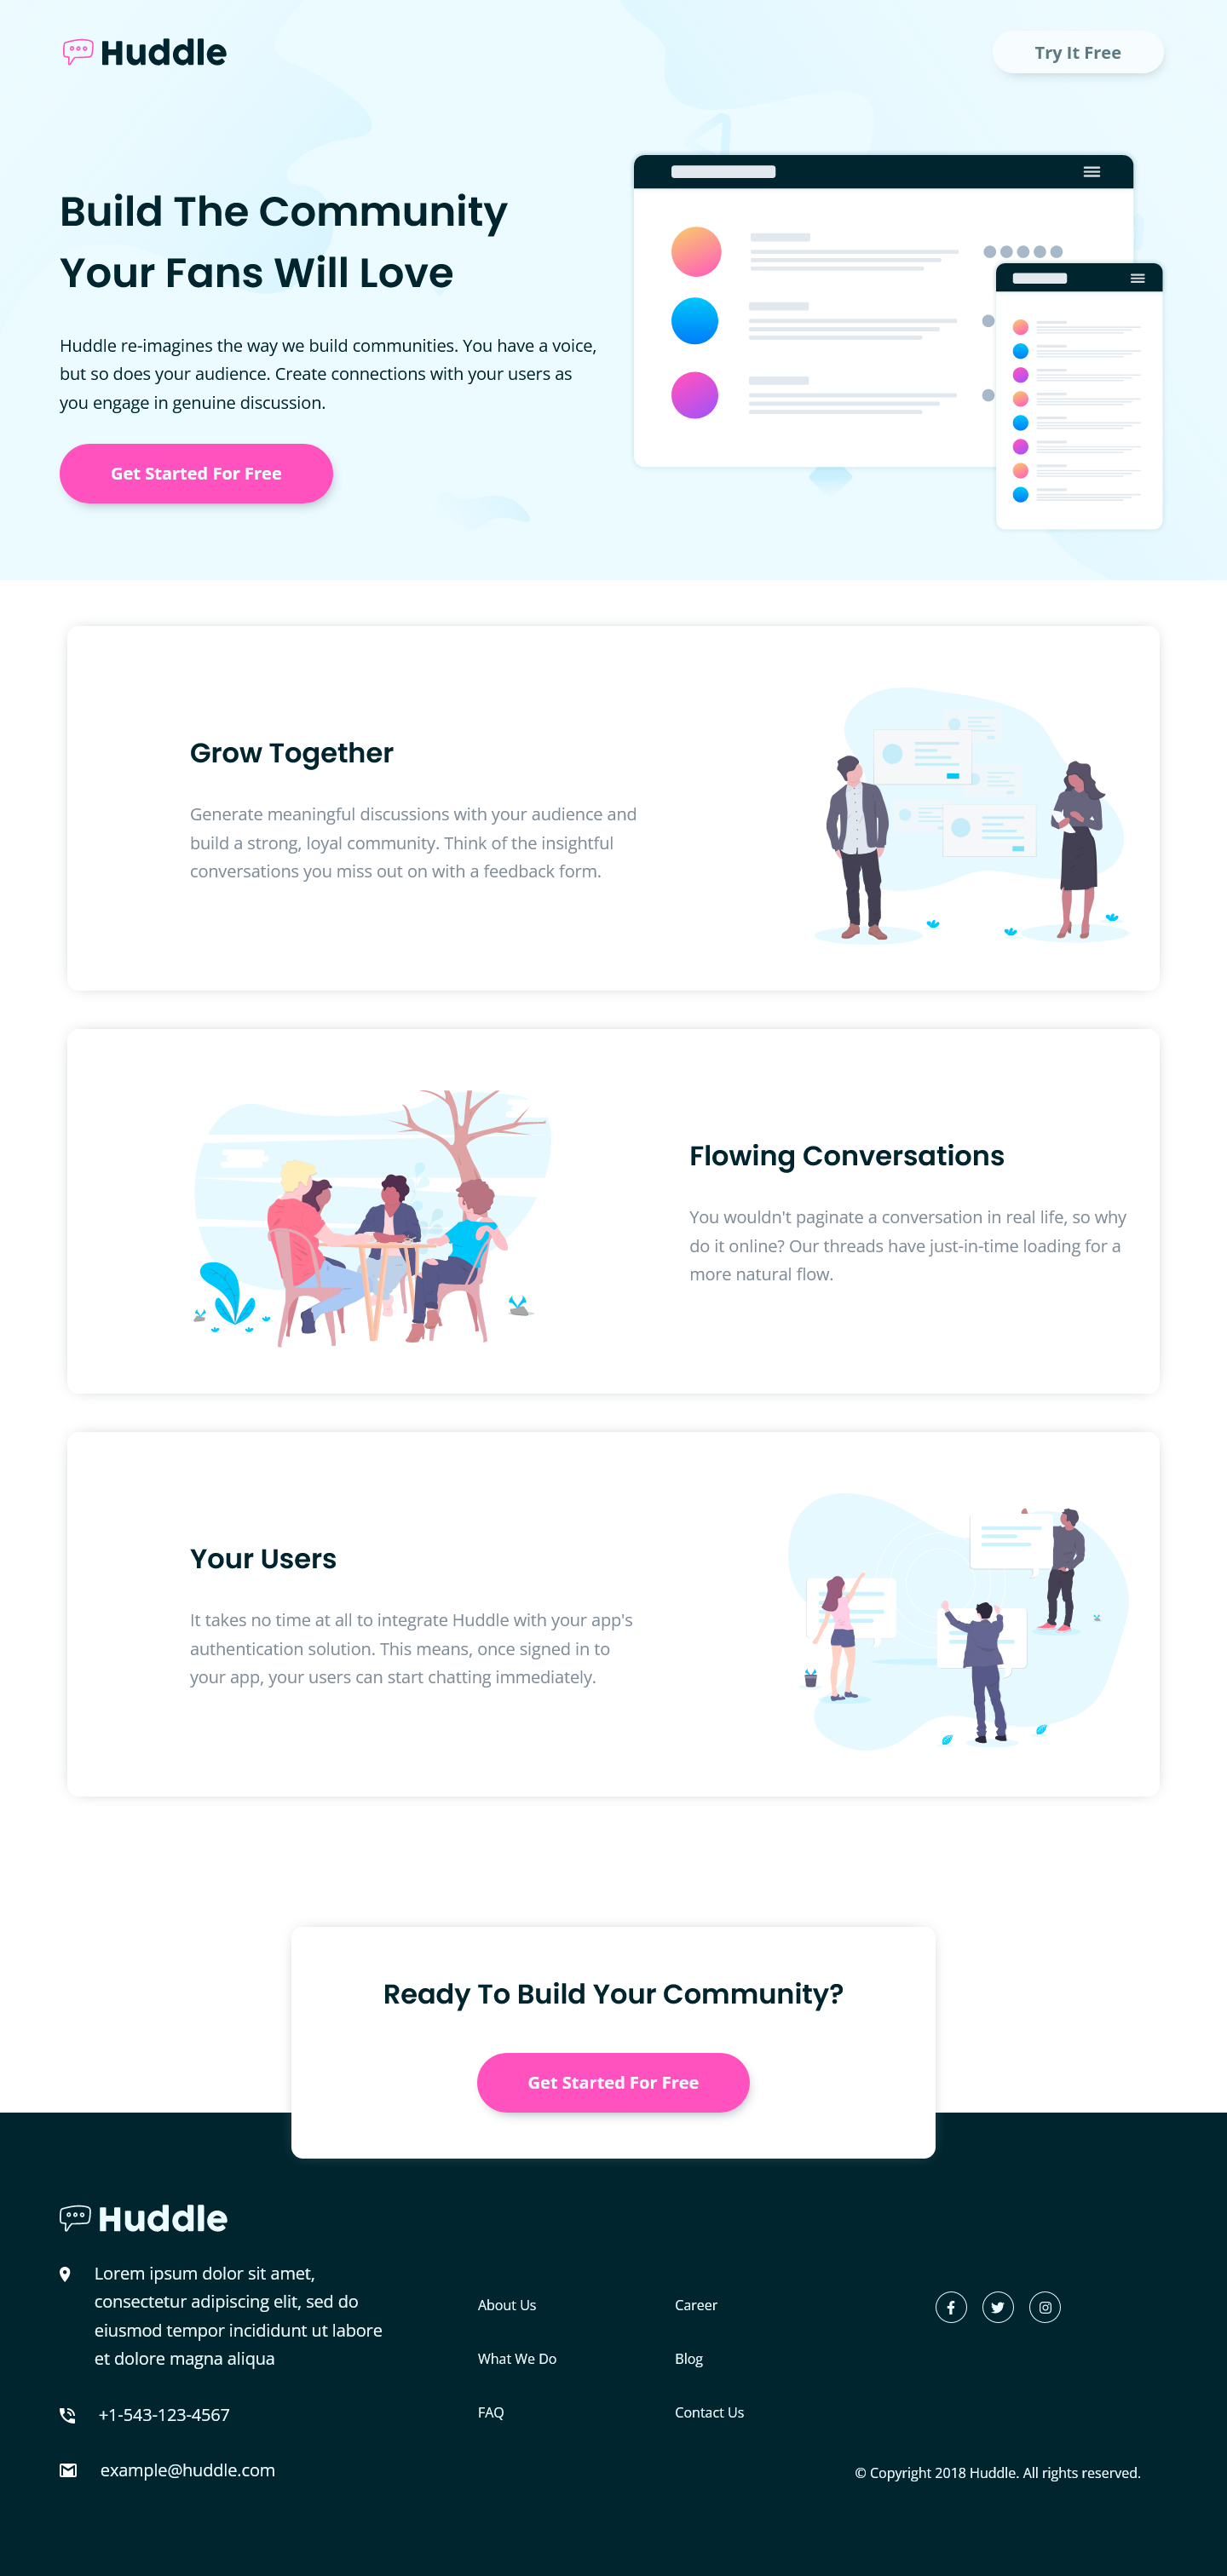 Huddle
Try It Free
Build The Community
Your Fans Will Love
Huddle re-imagines the way we build communities. You have a voice,
but so does your audience. Create connections with your users as
you engage in genuine discussion.
Get Started For Free
Grow Together
Generate meaningful discussions with your audience and
build a strong, loyal community. Think of the insightful
conversations you miss out on with a feedback form.
Flowing Conversations
You wouldn't paginate a conversation in real life, so why
do it online? Our threads have just-in-time loading for a
more natural flow.
Your Users
It takes no time at all to integrate Huddle with your app's
authentication solution. This means, once signed in to
your app, your users can start chatting immediately.
Ready To Build Your Community?
Get Started For Free
Huddle
Lorem ipsum dolor sit amet,
consectetur adipiscing elit, sed do
eiusmod tempor incididunt ut labore
et dolore magna aliqua
+1-543-123-4567
example@huddle.com
About Us
What We Do
FAQ
Career
Blog
Contact Us
© Copyright 2018 Huddle. All rights reserved.